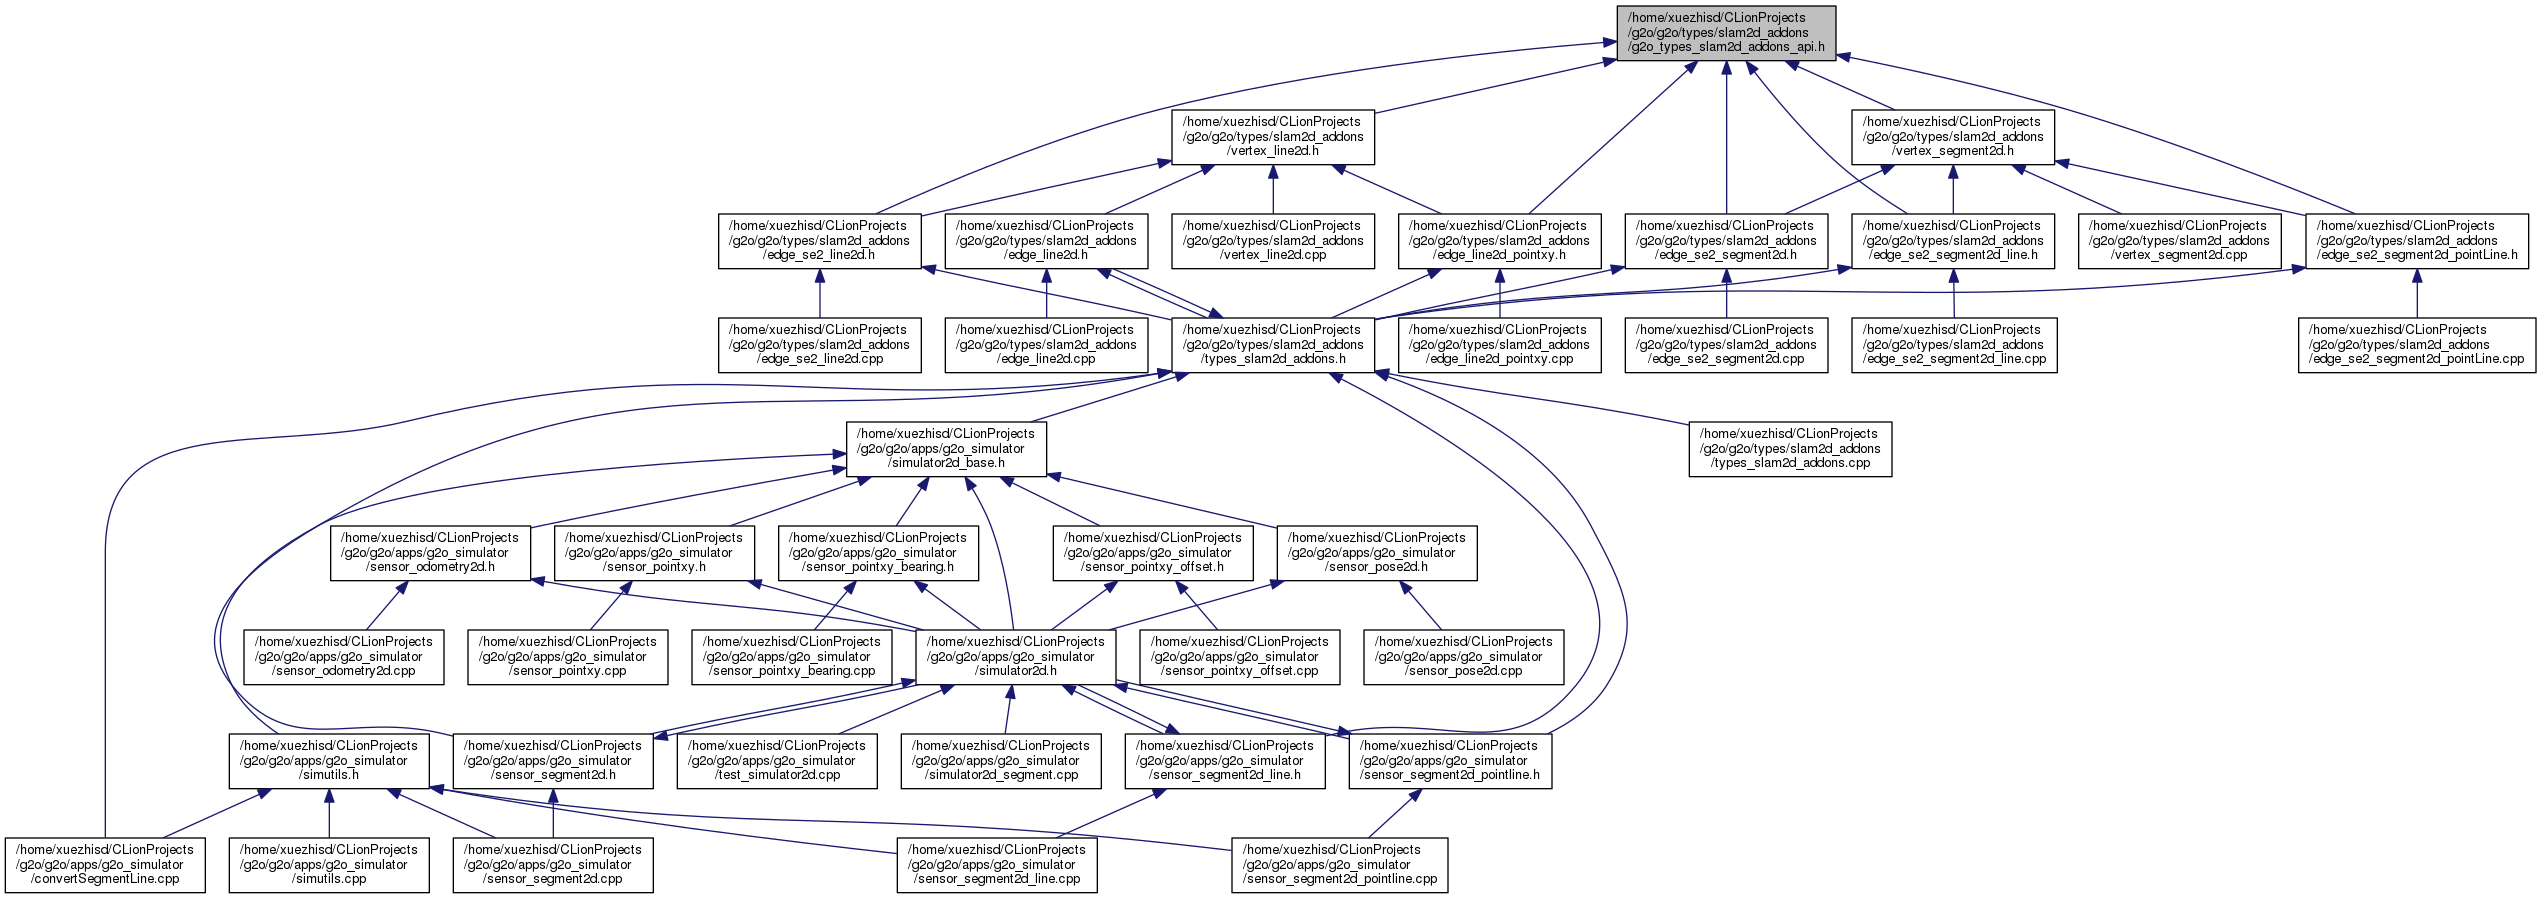 /home/xuezhisd/CLionProjects
/g2o/g2o/types/slam2d_addons
/g2o_types_slam2d_addons_api.h
/home/xuezhisd/CLionProjects
/g2o/g2o/types/slam2d_addons
/vertex_line2d.h
/home/xuezhisd/CLionProjects
/g2o/g2o/types/slam2d_addons
/vertex_segment2d.h
/home/xuezhisd/CLionProjects
/g2o/g2o/types/slam2d_addons
/edge_se2_line2d.h
/home/xuezhisd/CLionProjects
/g2o/g2o/types/slam2d_addons
/edge_line2d.h
/home/xuezhisd/CLionProjects
/g2o/g2o/types/slam2d_addons
/vertex_line2d.cpp
/home/xuezhisd/CLionProjects
/g2o/g2o/types/slam2d_addons
/edge_line2d_pointxy.h
/home/xuezhisd/CLionProjects
/g2o/g2o/types/slam2d_addons
/edge_se2_segment2d.h
/home/xuezhisd/CLionProjects
/g2o/g2o/types/slam2d_addons
/edge_se2_segment2d_line.h
/home/xuezhisd/CLionProjects
/g2o/g2o/types/slam2d_addons
/vertex_segment2d.cpp
/home/xuezhisd/CLionProjects
/g2o/g2o/types/slam2d_addons
/edge_se2_segment2d_pointLine.h
/home/xuezhisd/CLionProjects
/g2o/g2o/types/slam2d_addons
/edge_se2_line2d.cpp
/home/xuezhisd/CLionProjects
/g2o/g2o/types/slam2d_addons
/edge_line2d.cpp
/home/xuezhisd/CLionProjects
/g2o/g2o/types/slam2d_addons
/types_slam2d_addons.h
/home/xuezhisd/CLionProjects
/g2o/g2o/types/slam2d_addons
/edge_line2d_pointxy.cpp
/home/xuezhisd/CLionProjects
/g2o/g2o/types/slam2d_addons
/edge_se2_segment2d.cpp
/home/xuezhisd/CLionProjects
/g2o/g2o/types/slam2d_addons
/edge_se2_segment2d_line.cpp
/home/xuezhisd/CLionProjects
/g2o/g2o/types/slam2d_addons
/edge_se2_segment2d_pointLine.cpp
/home/xuezhisd/CLionProjects
/g2o/g2o/apps/g2o_simulator
/simulator2d_base.h
/home/xuezhisd/CLionProjects
/g2o/g2o/types/slam2d_addons
/types_slam2d_addons.cpp
/home/xuezhisd/CLionProjects
/g2o/g2o/apps/g2o_simulator
/sensor_odometry2d.h
/home/xuezhisd/CLionProjects
/g2o/g2o/apps/g2o_simulator
/sensor_pointxy.h
/home/xuezhisd/CLionProjects
/g2o/g2o/apps/g2o_simulator
/sensor_pointxy_bearing.h
/home/xuezhisd/CLionProjects
/g2o/g2o/apps/g2o_simulator
/sensor_pointxy_offset.h
/home/xuezhisd/CLionProjects
/g2o/g2o/apps/g2o_simulator
/sensor_pose2d.h
/home/xuezhisd/CLionProjects
/g2o/g2o/apps/g2o_simulator
/sensor_odometry2d.cpp
/home/xuezhisd/CLionProjects
/g2o/g2o/apps/g2o_simulator
/sensor_pointxy.cpp
/home/xuezhisd/CLionProjects
/g2o/g2o/apps/g2o_simulator
/sensor_pointxy_bearing.cpp
/home/xuezhisd/CLionProjects
/g2o/g2o/apps/g2o_simulator
/simulator2d.h
/home/xuezhisd/CLionProjects
/g2o/g2o/apps/g2o_simulator
/sensor_pointxy_offset.cpp
/home/xuezhisd/CLionProjects
/g2o/g2o/apps/g2o_simulator
/sensor_pose2d.cpp
/home/xuezhisd/CLionProjects
/g2o/g2o/apps/g2o_simulator
/simutils.h
/home/xuezhisd/CLionProjects
/g2o/g2o/apps/g2o_simulator
/sensor_segment2d.h
/home/xuezhisd/CLionProjects
/g2o/g2o/apps/g2o_simulator
/test_simulator2d.cpp
/home/xuezhisd/CLionProjects
/g2o/g2o/apps/g2o_simulator
/simulator2d_segment.cpp
/home/xuezhisd/CLionProjects
/g2o/g2o/apps/g2o_simulator
/sensor_segment2d_line.h
/home/xuezhisd/CLionProjects
/g2o/g2o/apps/g2o_simulator
/sensor_segment2d_pointline.h
/home/xuezhisd/CLionProjects
/g2o/g2o/apps/g2o_simulator
/convertSegmentLine.cpp
/home/xuezhisd/CLionProjects
/g2o/g2o/apps/g2o_simulator
/simutils.cpp
/home/xuezhisd/CLionProjects
/g2o/g2o/apps/g2o_simulator
/sensor_segment2d.cpp
/home/xuezhisd/CLionProjects
/g2o/g2o/apps/g2o_simulator
/sensor_segment2d_line.cpp
/home/xuezhisd/CLionProjects
/g2o/g2o/apps/g2o_simulator
/sensor_segment2d_pointline.cpp